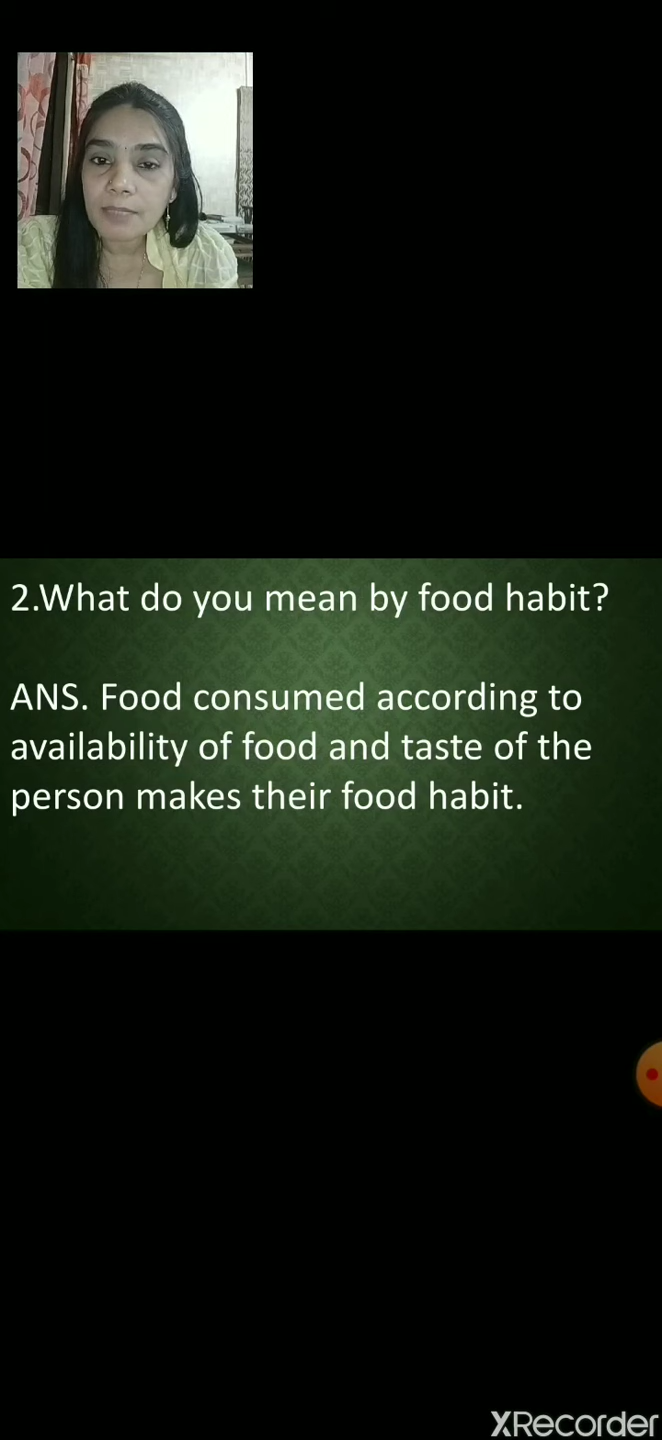 2.What do you mean by food habit?
ANS. Food consumed according to
availability of food and taste of the
person makes their food habit.
XRecorder